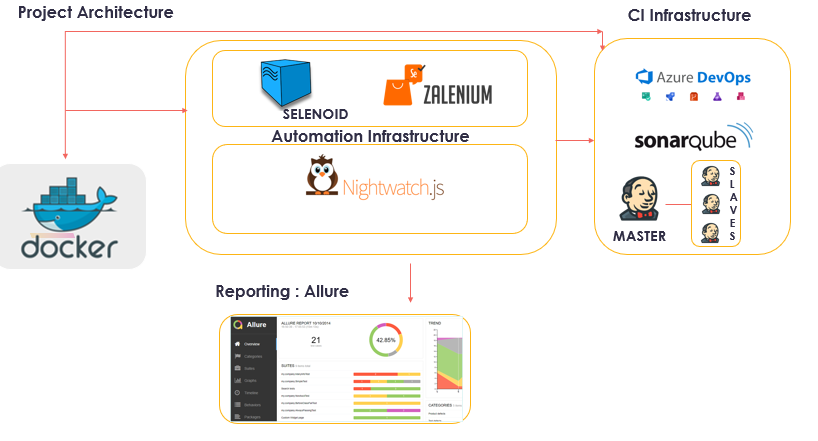 Project Architecture
CI Infrastructure
SELENOID
ZALENIUM
Automation Infrastructure
Nightwatch.js
docker
Azure DevOps
sonarqube
MASTER
SLAVES
Reporting : Allure
Allure
Overview
Categories
Suites
Graphs
Timeline
Behaviors
Packages
ALLURE REPORT 10/10/2014
21
42.85%
SUITES
TREND
CATEGORIES